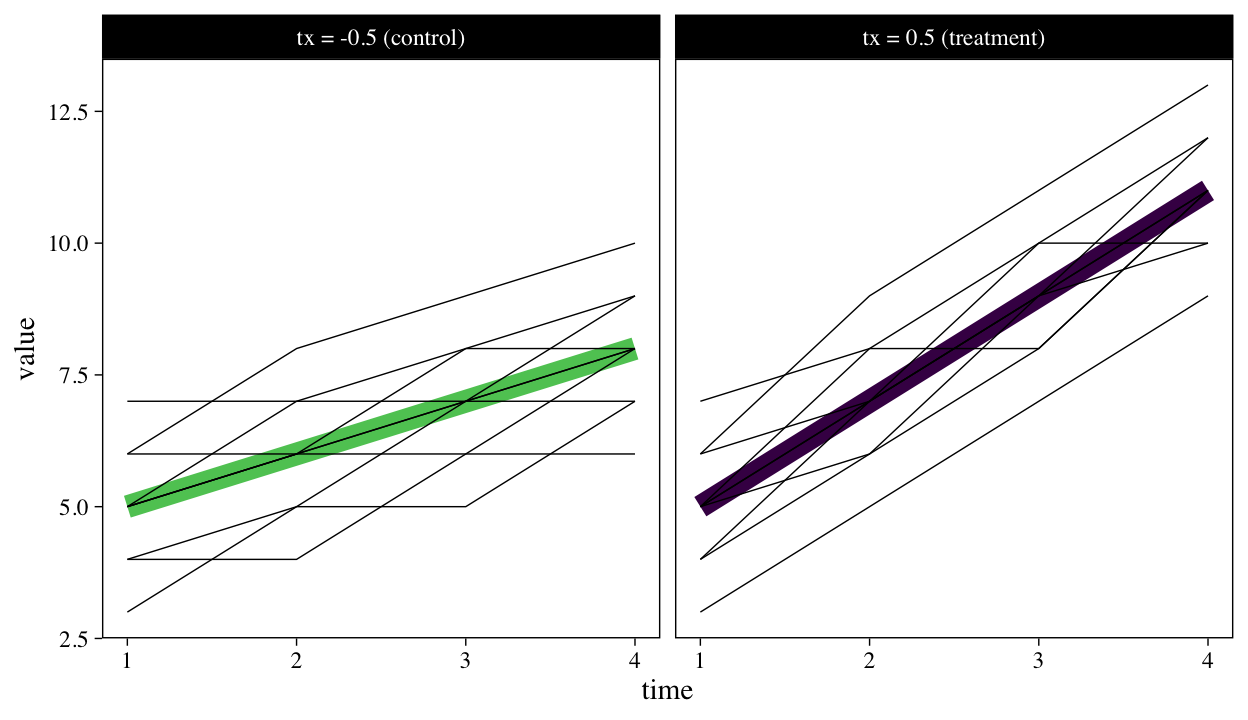 tx = -0.5 (control)
tx = 0.5 (treatment)
value
12.5
10.0
7.5
5.0
2.5
1 2 3 4
1 2 3 4
time